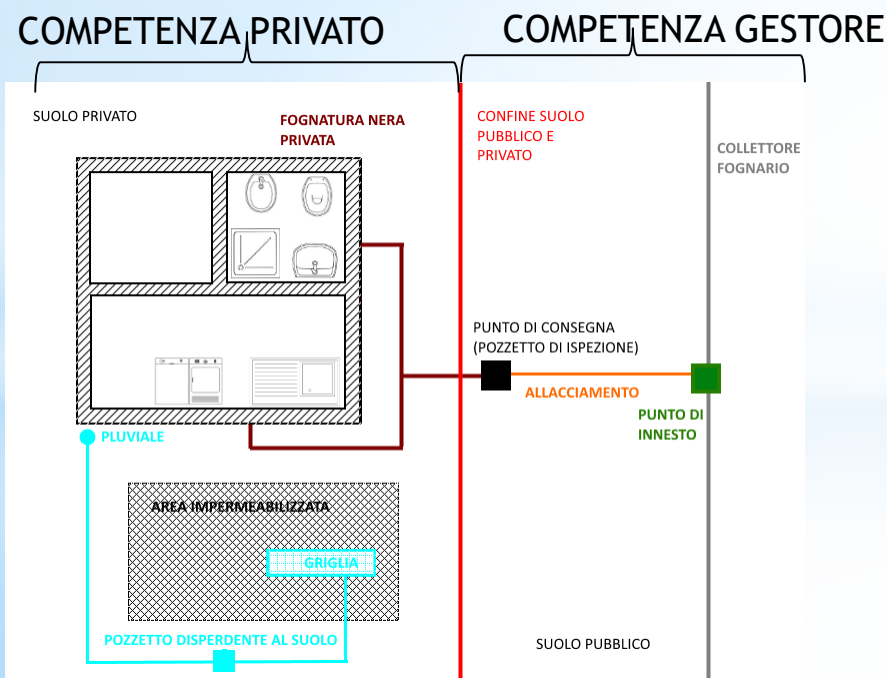 COMPETENZA PRIVATO
COMPETENZA GESTORE
SUOLO PRIVATO
FOGNATURA NERA
PRIVATA
CONFINE SUOLO
PUBBLICO E
PRIVATO
COLLETTORE
FOGNARIO
PUNTO DI CONSEGNA
(POZZETTO DI ISPEZIONE)
ALLACCIAMENTO
PUNTO DI
INNESTO
PLUVIALE
AREA IMPERMEABILIZZATA
GRIGLIA
POZZETTO DISPERDENTE AL SUOLO
SUOLO PUBBLICO